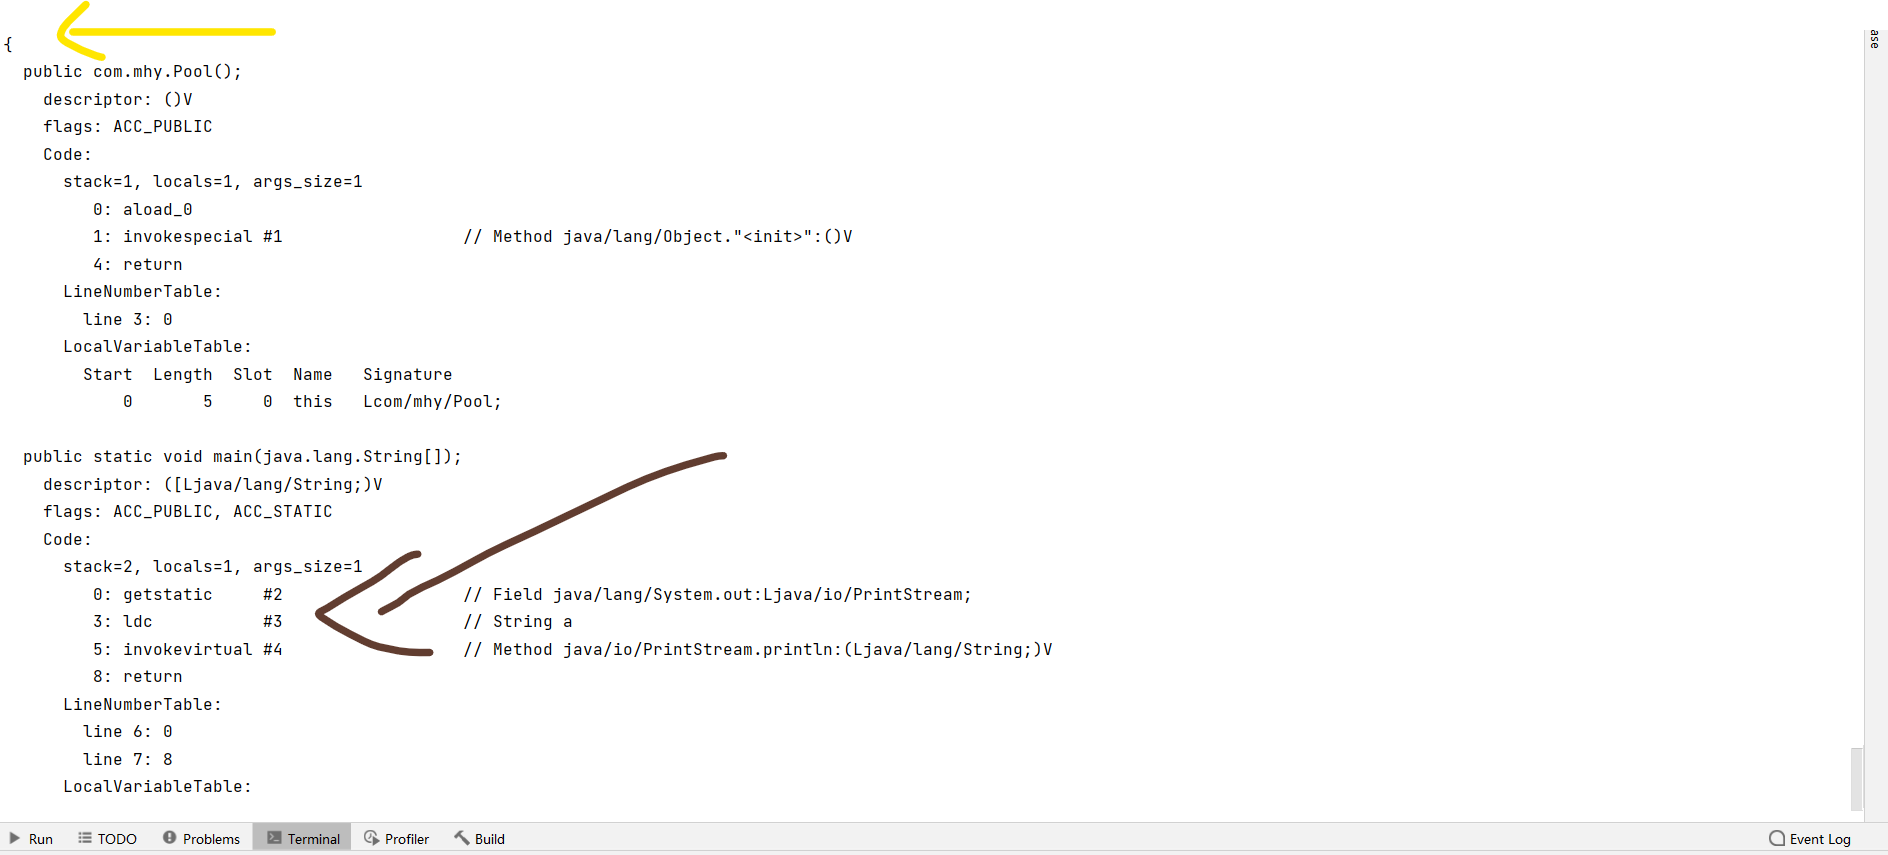 ase
{
  public com.mhy.Pool();
    descriptor: ()V
    flags: ACC_PUBLIC
    Code:
      stack=1, locals=1, args_size=1
         0: aload_0
         1: invokespecial #1                  // Method java/lang/Object."<init>":()V
         4: return
      LineNumberTable:
        line 3: 0
      LocalVariableTable:
        Start  Length  Slot  Name   Signature
            0       5     0  this   Lcom/mhy/Pool;
  public static void main(java.lang.String[]);
    descriptor: ([Ljava/lang/String;)V
    flags: ACC_PUBLIC, ACC_STATIC
    Code:
      stack=2, locals=1, args_size=1
         0: getstatic     #2                  // Field java/lang/System.out:Ljava/io/PrintStream;
         3: ldc           #3                  // String a
         5: invokevirtual #4                  // Method java/io/PrintStream.println:(Ljava/lang/String;)V
         8: return
      LineNumberTable:
        line 6: 0
        line 7: 8
      LocalVariableTable:
Run TODO Problems Terminal Profiler Build Event Log